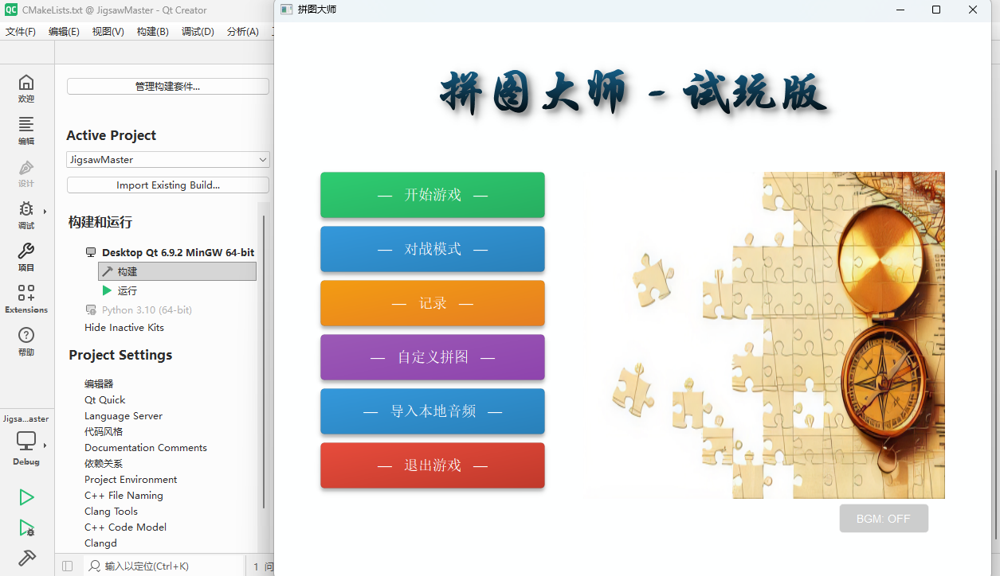 CMakeLists.txt @ JigsawMaster - Qt Creator
文件(F) 编辑(E) 视图(V) 构建(B) 调试(D) 分析(A)
欢迎
编辑
设计
调试
项目
Extensions
帮助
Jigsa...aster
Debug
管理构建套件...
Active Project
JigsawMaster
Import Existing Build...
构建和运行
Desktop Qt 6.9.2 MinGW 64-bit
构建
运行
Python 3.10 (64-bit)
Hide Inactive Kits
Project Settings
编辑器
Qt Quick
Language Server
代码风格
Documentation Comments
依赖关系
Project Environment
C++ File Naming
Clang Tools
C++ Code Model
Clangd
输入以定位(Ctrl+K)
1 问
拼图大师
拼图大师 - 试玩版
— 开始游戏 —
— 对战模式 —
— 记录 —
— 自定义拼图 —
— 导入本地音频 —
— 退出游戏 —
BGM: OFF